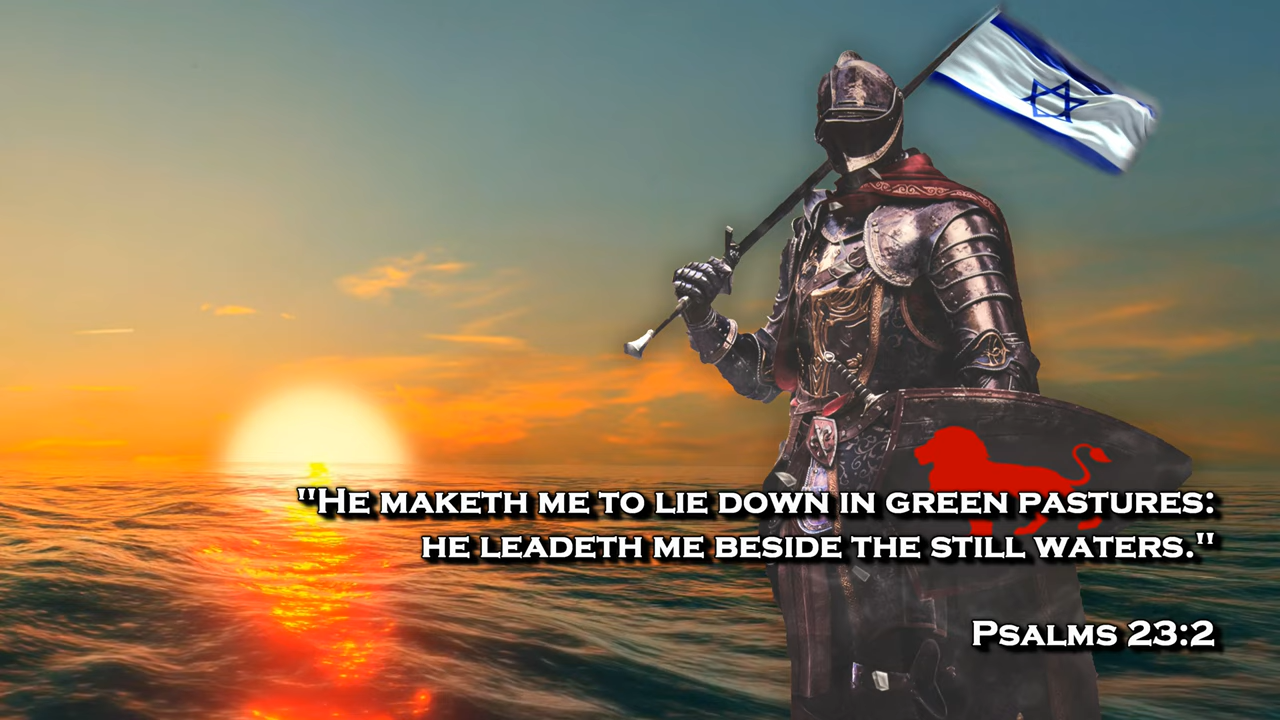 "He maketh me to lie down in green pastures:
he leadeth me beside the still waters."
Psalms 23:2